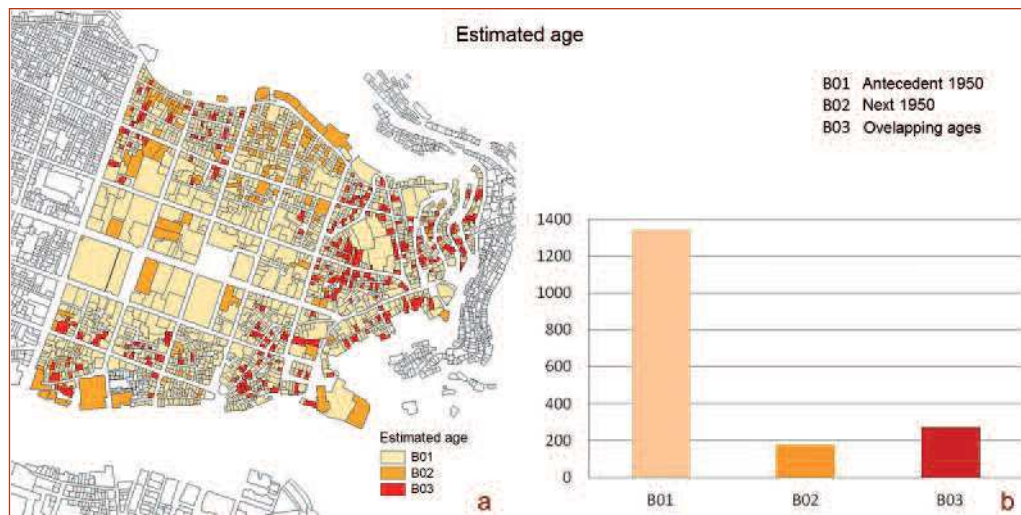 Estimated age
B01 Antecedent 1950
B02 Next 1950
B03 Ovelapping ages
Estimated age
B01
B02
B03
a
1400
1200
1000
800
600
400
200
0
B01 B02 B03
b